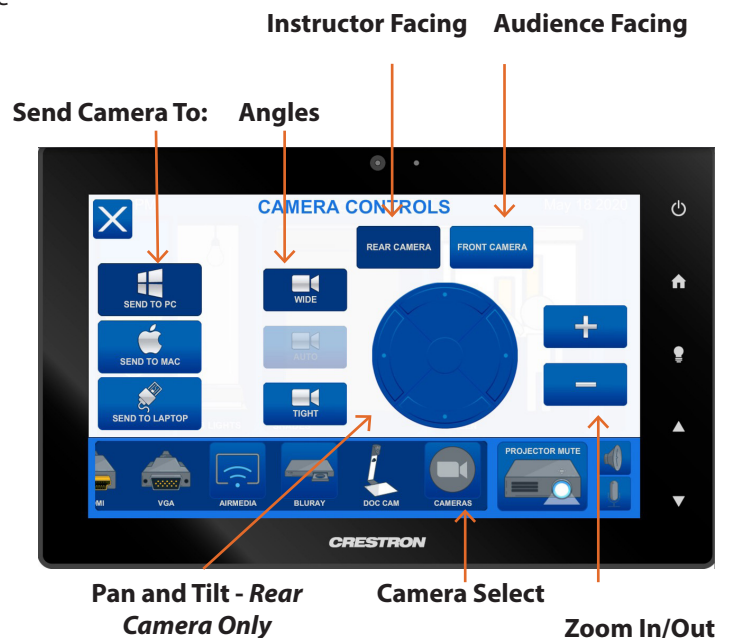 Instructor Facing Audience Facing
Send Camera To: Angles
CAMERA CONTROLS
REAR CAMERA FRONT CAMERA
SEND TO PC
WIDE
SEND TO MAC
AUTO
SEND TO LAPTOP
TIGHT
PROJECTOR MUTE
MI VGA AIRMEDIA BLURAY DOC CAM CAMERAS
CRESTRON
Pan and Tilt - Rear
Camera Only
Camera Select
Zoom In/Out